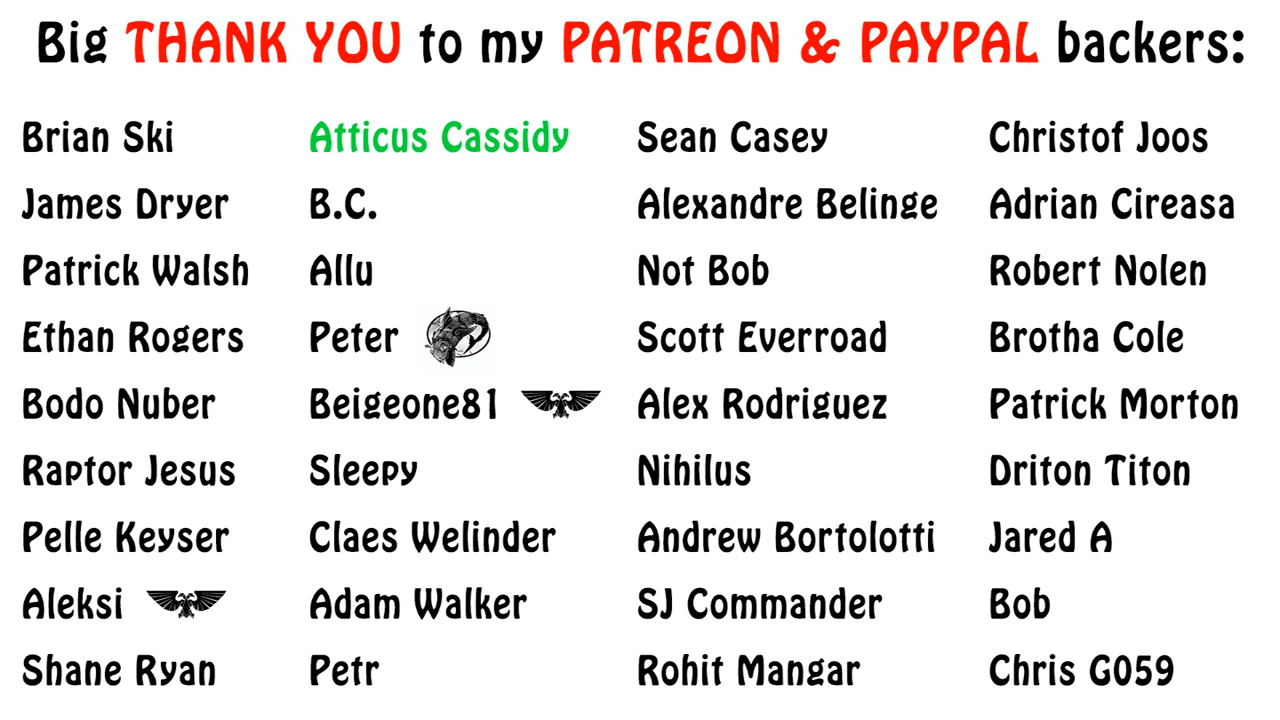 Big THANK YOU to my PATREON & PAYPAL backers:
Brian Ski
James Dryer
Patrick Walsh
Ethan Rogers
Bodo Nuber
Raptor Jesus
Pelle Keyser
Aleksi
Shane Ryan
Atticus Cassidy
B.C.
Allu
Peter
Beigeone81
Sleepy
Claes Welinder
Adam Walker
Petr
Sean Casey
Alexandre Belinge
Not Bob
Scott Everroad
Alex Rodriguez
Nihilus
Andrew Bortolotti
SJ Commander
Rohit Mangar
Christof Joos
Adrian Cireasa
Robert Nolen
Brotha Cole
Patrick Morton
Driton Titon
Jared A
Bob
Chris G059